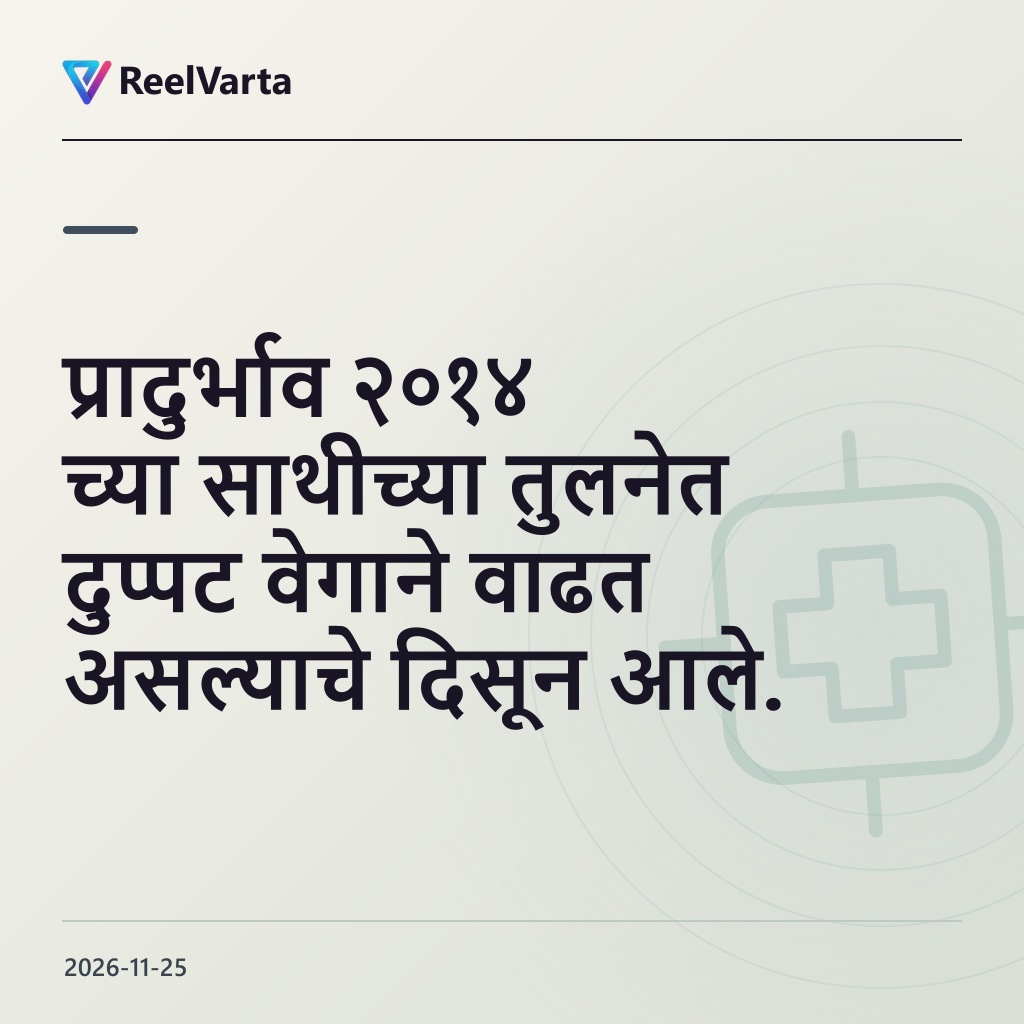 ReelVarta
प्रादुर्भाव २०१४
च्या साथीच्या तुलनेत
दुप्पट वेगाने वाढत
असल्याचे दिसून आले.
2026-11-25